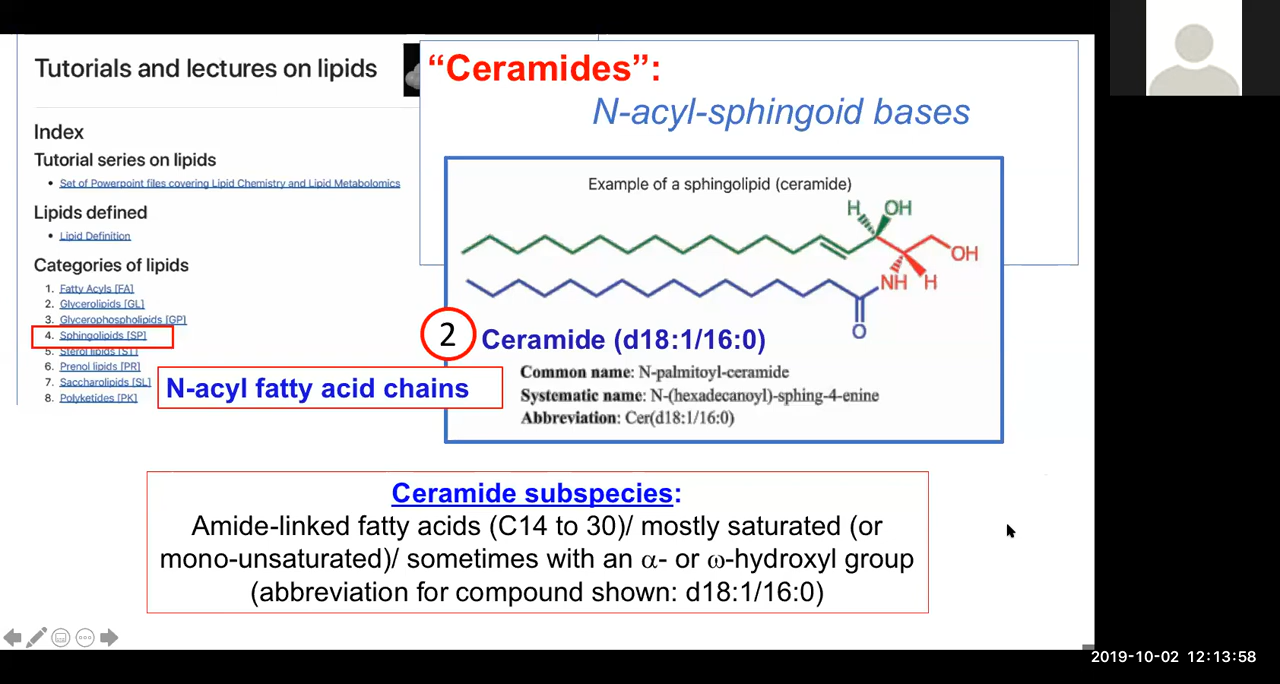 Tutorials and lectures on lipids
Index
Tutorial series on lipids
Set of Powerpoint files covering Lipid Chemistry and Lipid Metabolomics
Lipids defined
Lipid Definition
Categories of lipids
1. Fatty Acyls [FA]
2. Glycerolipids [GL]
3. Glycerophospholipids [GP]
4. Sphingolipids [SP]
5. Sterol lipids [ST]
6. Prenol lipids [PR]
7. Saccharolipids [SL]
8. Polyketides [PK]
N-acyl fatty acid chains
“Ceramides”:
N-acyl-sphingoid bases
Example of a sphingolipid (ceramide)
H OH
OH
NH H
O
2
Ceramide (d18:1/16:0)
Common name: N-palmitoyl-ceramide
Systematic name: N-(hexadecanoyl)-sphing-4-enine
Abbreviation: Cer(d18:1/16:0)
Ceramide subspecies:
Amide-linked fatty acids (C14 to 30)/ mostly saturated (or
mono-unsaturated)/ sometimes with an α- or ω-hydroxyl group
(abbreviation for compound shown: d18:1/16:0)
2019-10-02 12:13:58